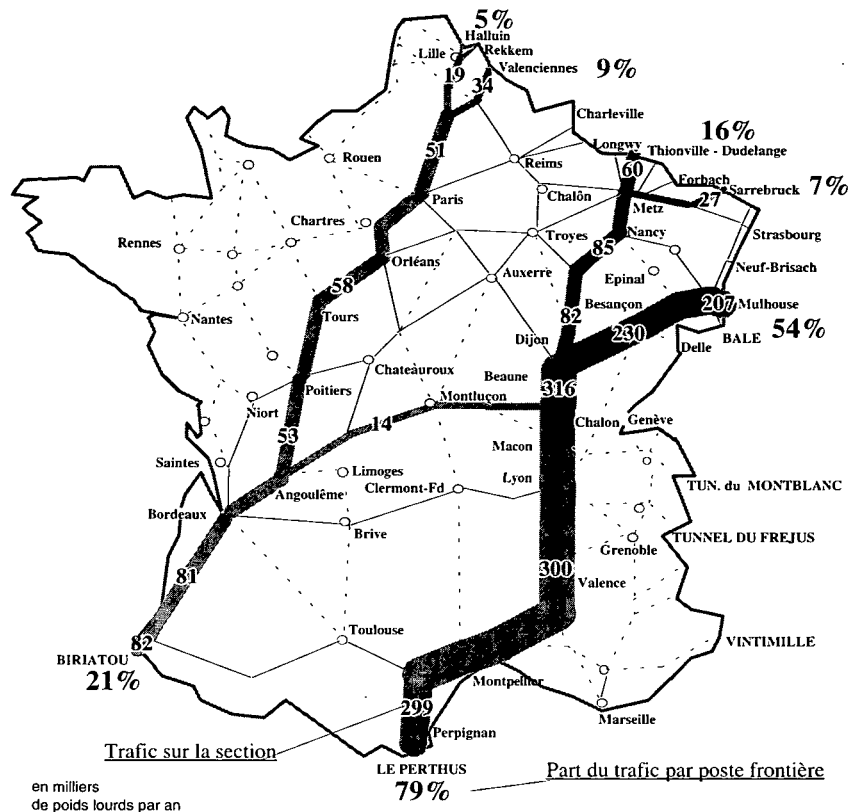 5%
Halluin
Lille
Rekkem
Valenciennes
9%
19
34
Charleville
16%
Longwy
Thionville - Dudelange
51
Rouen
Reims
60
Forbach
Sarrebruck
7%
27
Chalôn
Metz
Paris
Chartres
Nancy
Strasbourg
Troyes
85
Rennes
Orléans
Auxerre
Epinal
Neuf-Brisach
58
Besançon
207
Mulhouse
Nantes
Tours
82
230
54%
Dijon
BALE
Delle
Chateauroux
Beaune
316
Poitiers
Montluçon
Niort
14
Chalon
Genève
53
Macon
Saintes
Limoges
Lyon
Clermont-Fd
TUN. du MONTBLANC
Angoulême
Bordeaux
Brive
Grenoble
TUNNEL DU FREJUS
81
300
Valence
Toulouse
82
VINTIMILLE
BIRIATOU
21%
Montpellier
299
Marseille
Perpignan
Trafic sur la section
LE PERTHUS
Part du trafic par poste frontière
79%
en milliers
de poids lourds par an